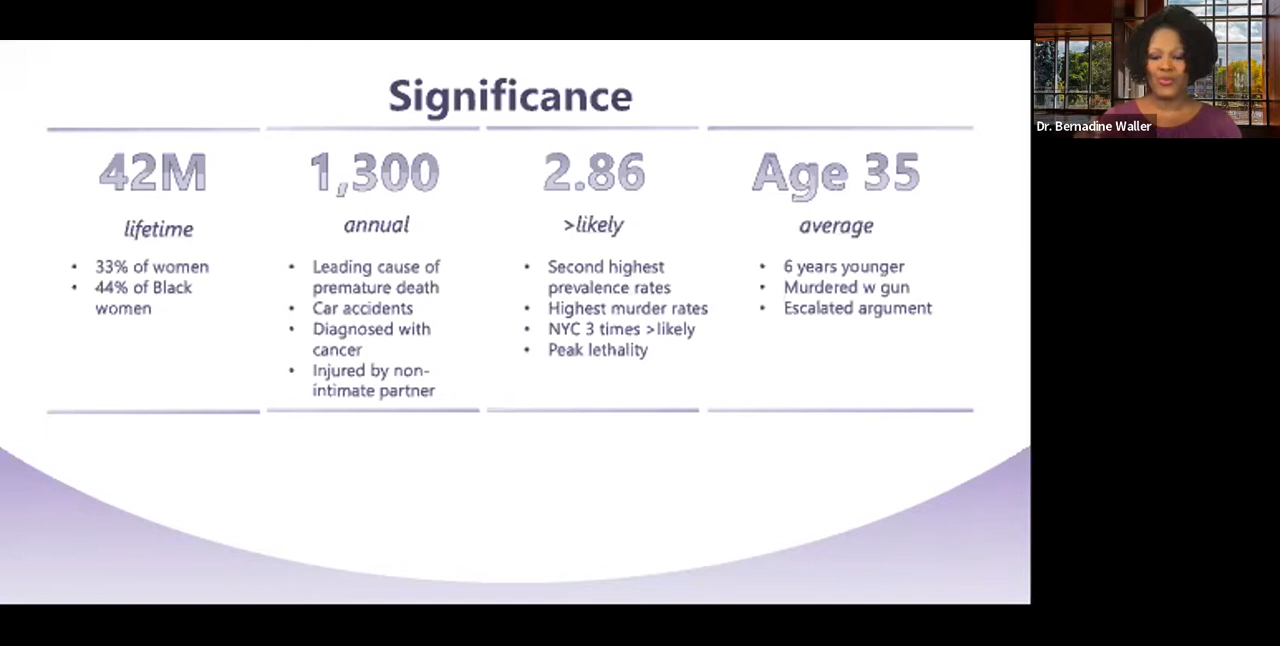 Significance
42M
lifetime
• 33% of women
• 44% of Black
women
1,300
annual
• Leading cause of
premature death
• Car accidents
• Diagnosed with
cancer
• Injured by non-
intimate partner
2.86
>likely
• Second highest
prevalence rates
• Highest murder rates
• NYC 3 times >likely
• Peak lethality
Age 35
average
• 6 years younger
• Murdered w gun
• Escalated argument
Dr. Bernadine Waller